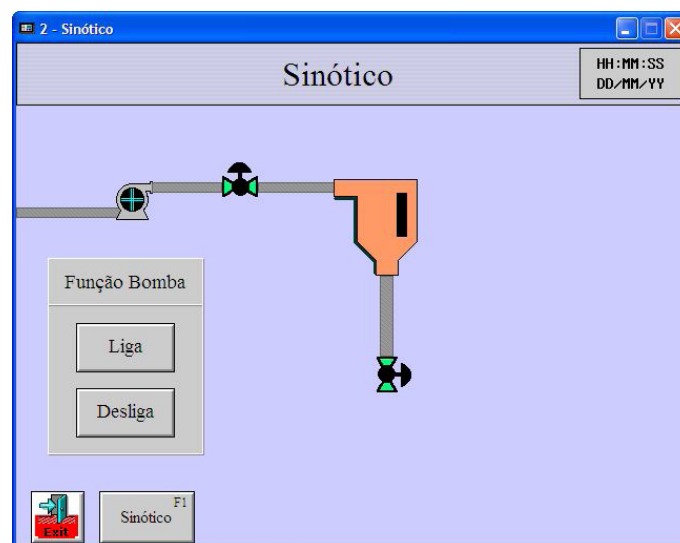 2 - Sinótico
Sinótico
HH:MM:SS
DD/MM/YY
Função Bomba
Liga
Desliga
Exit
F1
Sinótico